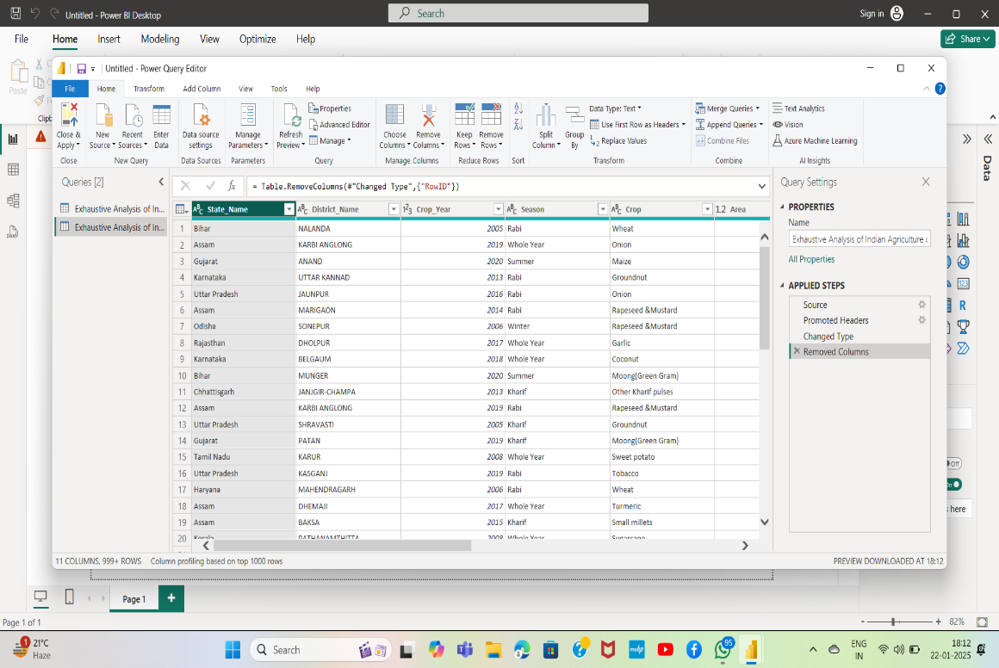 Untitled - Power BI Desktop
Search
Sign in
File Home Insert Modeling View Optimize Help
Share
Paste
Clipb
Untitled - Power Query Editor
File Home Transform Add Column View Tools Help
Close & Apply
New Source
Recent Sources
Enter Data
Data source settings
Manage Parameters
Refresh Preview
Properties
Advanced Editor
Manage
Choose Columns
Remove Columns
Keep Rows
Remove Rows
Split Column
Group By
Data Type: Text
Use First Row as Headers
Replace Values
Merge Queries
Append Queries
Combine Files
Text Analytics
Vision
Azure Machine Learning
Close New Query Data Sources Parameters Query Manage Columns Reduce Rows Sort Transform Combine AI Insights
Queries [2]
Exhaustive Analysis of In...
Exhaustive Analysis of In...
= Table.RemoveColumns(#"Changed Type",{"RowID"})
State_Name District_Name Crop_Year Season Crop 1.2 Area
1 Bihar NALANDA 2005 Rabi Wheat
2 Assam KARBI ANGLONG 2019 Whole Year Onion
3 Gujarat ANAND 2020 Summer Maize
4 Karnataka UTTAR KANNAD 2013 Rabi Groundnut
5 Uttar Pradesh JAUNPUR 2016 Rabi Onion
6 Assam MARIGAON 2014 Rabi Rapeseed &Mustard
7 Odisha SONEPUR 2006 Winter Rapeseed &Mustard
8 Rajasthan DHOLPUR 2017 Whole Year Garlic
9 Karnataka BELGAUM 2018 Whole Year Coconut
10 Bihar MUNGER 2020 Summer Moong(Green Gram)
11 Chhattisgarh JANJGIR-CHAMPA 2013 Kharif Other Kharif pulses
12 Assam KARBI ANGLONG 2019 Rabi Rapeseed &Mustard
13 Uttar Pradesh SHRAVASTI 2005 Kharif Groundnut
14 Gujarat PATAN 2019 Kharif Moong(Green Gram)
15 Tamil Nadu KARUR 2008 Whole Year Sweet potato
16 Uttar Pradesh KASGANJ 2019 Rabi Tobacco
17 Haryana MAHENDRAGARH 2006 Rabi Wheat
18 Assam DHEMAJI 2017 Whole Year Turmeric
19 Assam BAKSA 2015 Kharif Small millets
20 Kerala PATHANAMTHITTA 2008 Whole Year Sugarcane
Query Settings
PROPERTIES
Name
Exhaustive Analysis of Indian Agriculture
All Properties
APPLIED STEPS
Source
Promoted Headers
Changed Type
Removed Columns
Data
Off
here
11 COLUMNS, 999+ ROWS Column profiling based on top 1000 rows
PREVIEW DOWNLOADED AT 18:12
Page 1
Page 1 of 1
82%
1
21°C
Haze
Search
95
ENG
IN
18:12
22-01-2025